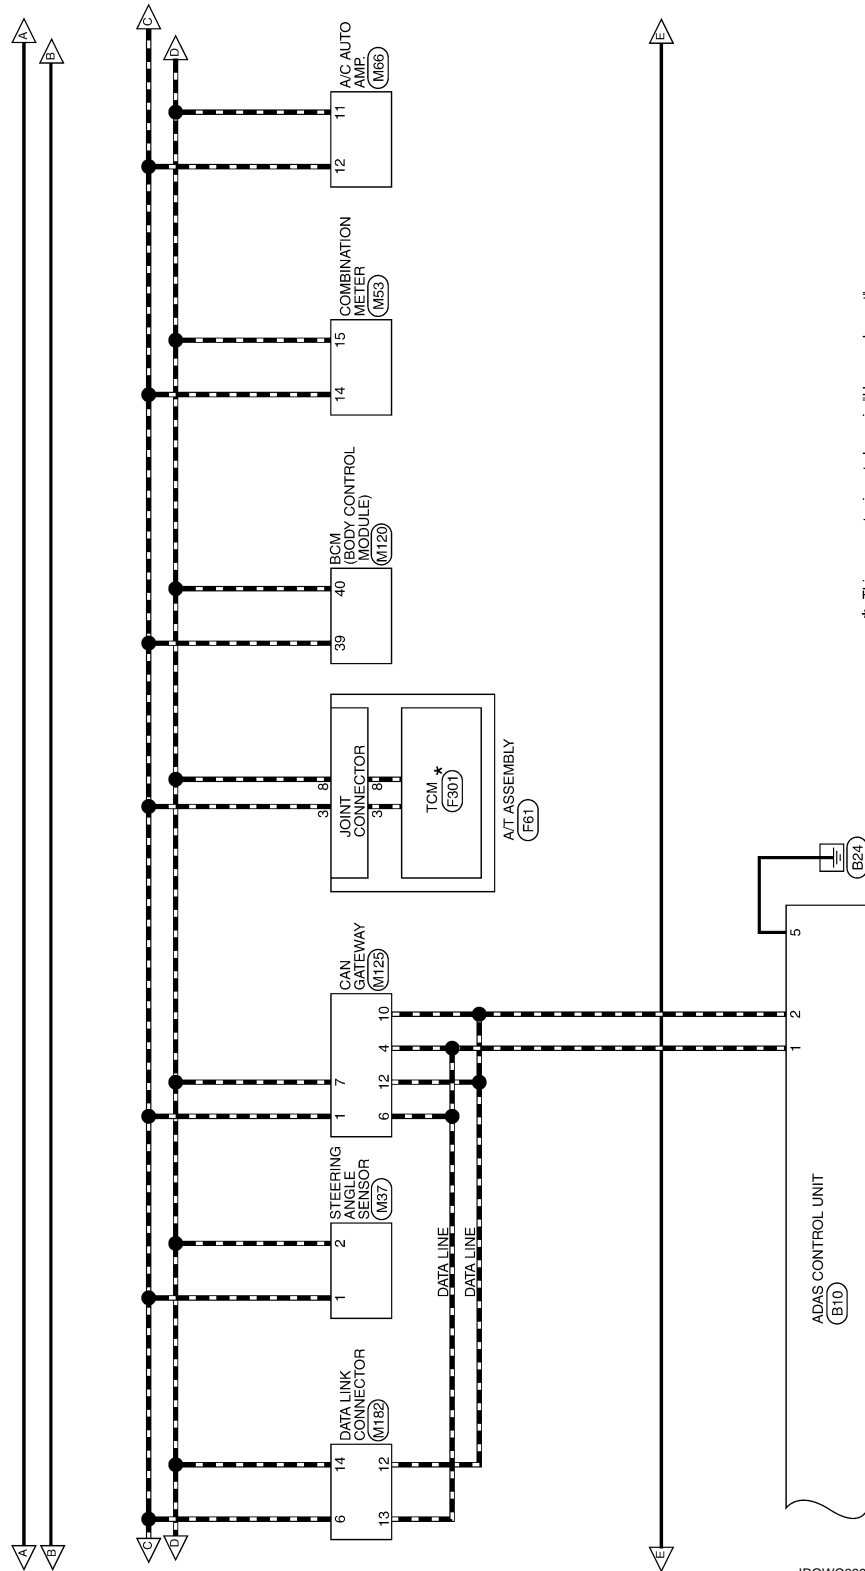 A
B
C
D
E
A/C AUTO
AMP.
M66
11
12
COMBINATION
METER
M53
15
14
BCM
(BODY CONTROL
MODULE)
M120
40
39
8
3
JOINT
CONNECTOR
8
3
TCM *
F301
A/T ASSEMBLY
F61
CAN
GATEWAY
M125
7
1
10
4
12
6
STEERING
ANGLE
SENSOR
M37
2
1
DATA LINE
DATA LINE
DATA LINK
CONNECTOR
M182
14
6
12
13
B24
5
2
1
ADAS CONTROL UNIT
B10
A
B
C
D
E